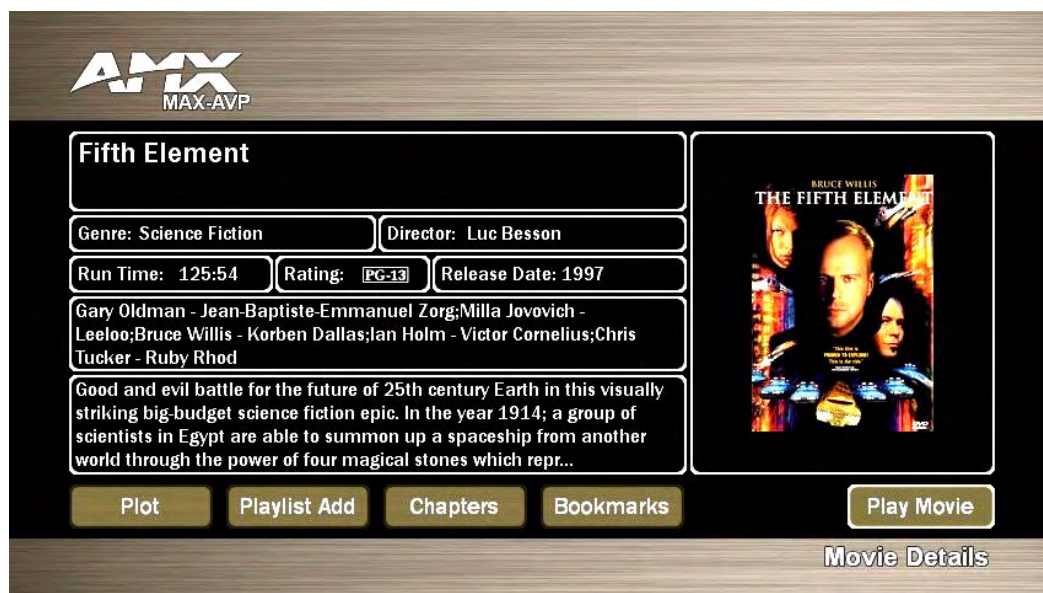 AMX
MAX-AVP
Fifth Element
Genre: Science Fiction
Director: Luc Besson
Run Time: 125:54
Rating: PG-13
Release Date: 1997
Gary Oldman - Jean-Baptiste-Emmanuel Zorg;Milla Jovovich -
Leeloo;Bruce Willis - Korben Dallas;Ian Holm - Victor Cornelius;Chris
Tucker - Ruby Rhod
Good and evil battle for the future of 25th century Earth in this visually
striking big-budget science fiction epic. In the year 1914; a group of
scientists in Egypt are able to summon up a spaceship from another
world through the power of four magical stones which repr...
BRUCE WILLIS
THE FIFTH ELEMENT
Plot
Playlist Add
Chapters
Bookmarks
Play Movie
Movie Details